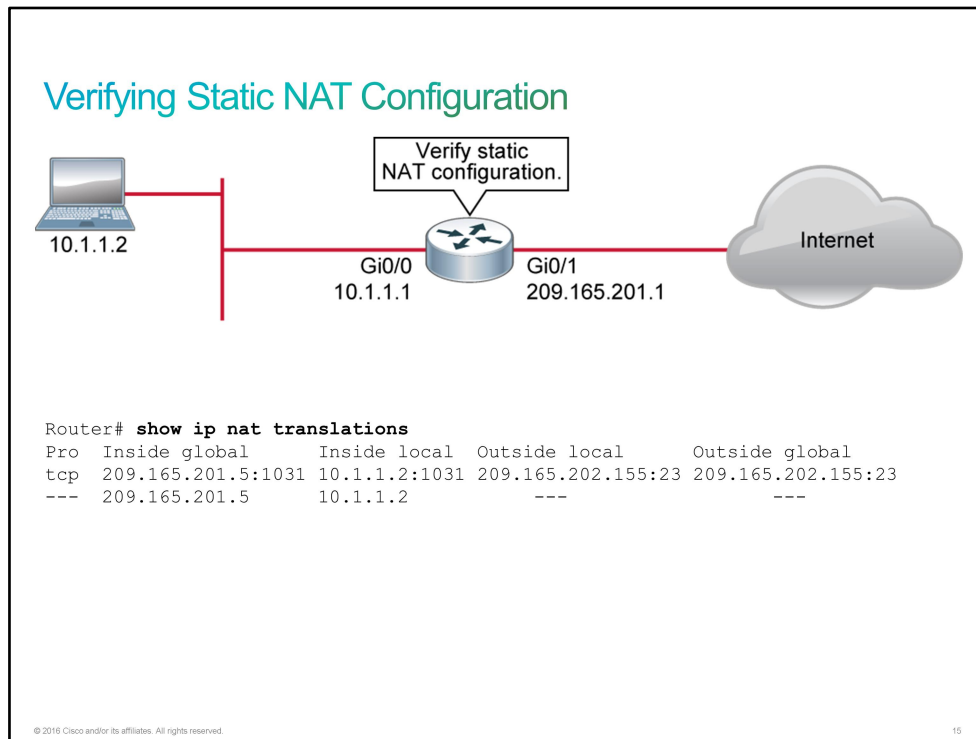 Verifying Static NAT Configuration
Verify static
NAT configuration.
10.1.1.2
Gi0/0
10.1.1.1
Gi0/1
209.165.201.1
Internet
Router# show ip nat translations
Pro  Inside global      Inside local  Outside local      Outside global
tcp  209.165.201.5:1031 10.1.1.2:1031 209.165.202.155:23 209.165.202.155:23
---  209.165.201.5      10.1.1.2          ---                ---
© 2016 Cisco and/or its affiliates. All rights reserved.
15